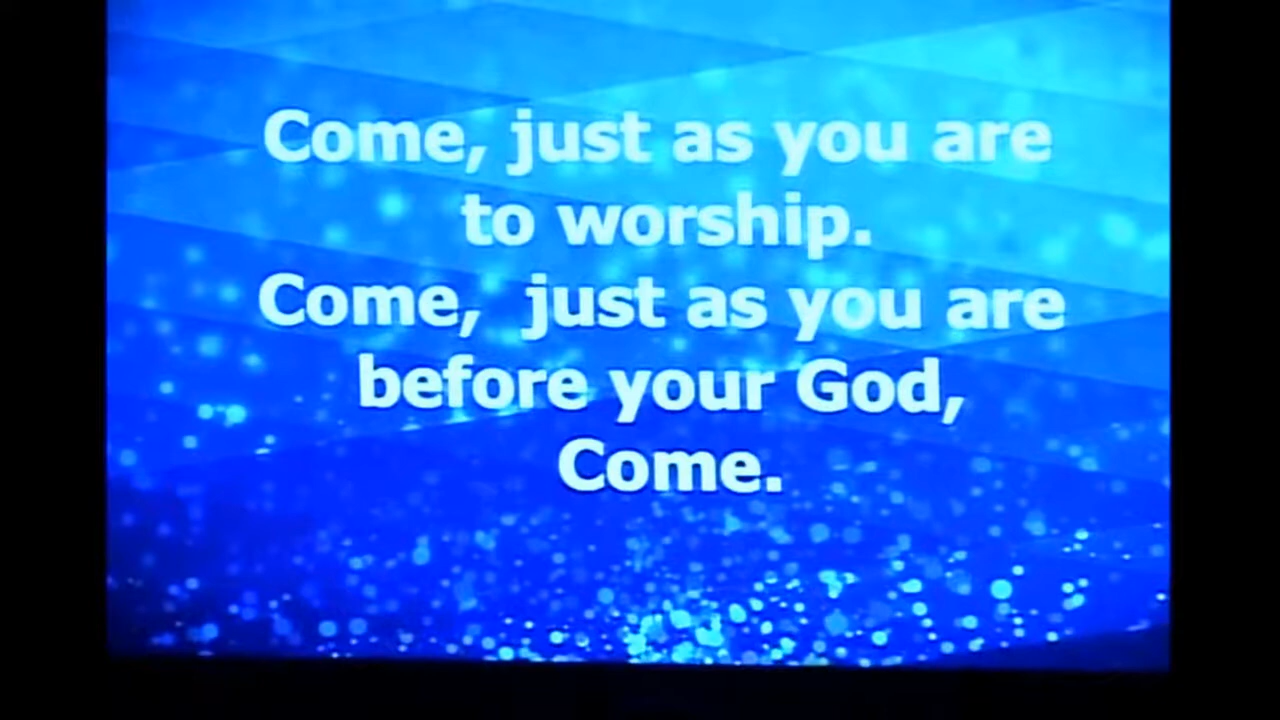 Come, just as you are
to worship.
Come,  just as you are
before your God,
Come.